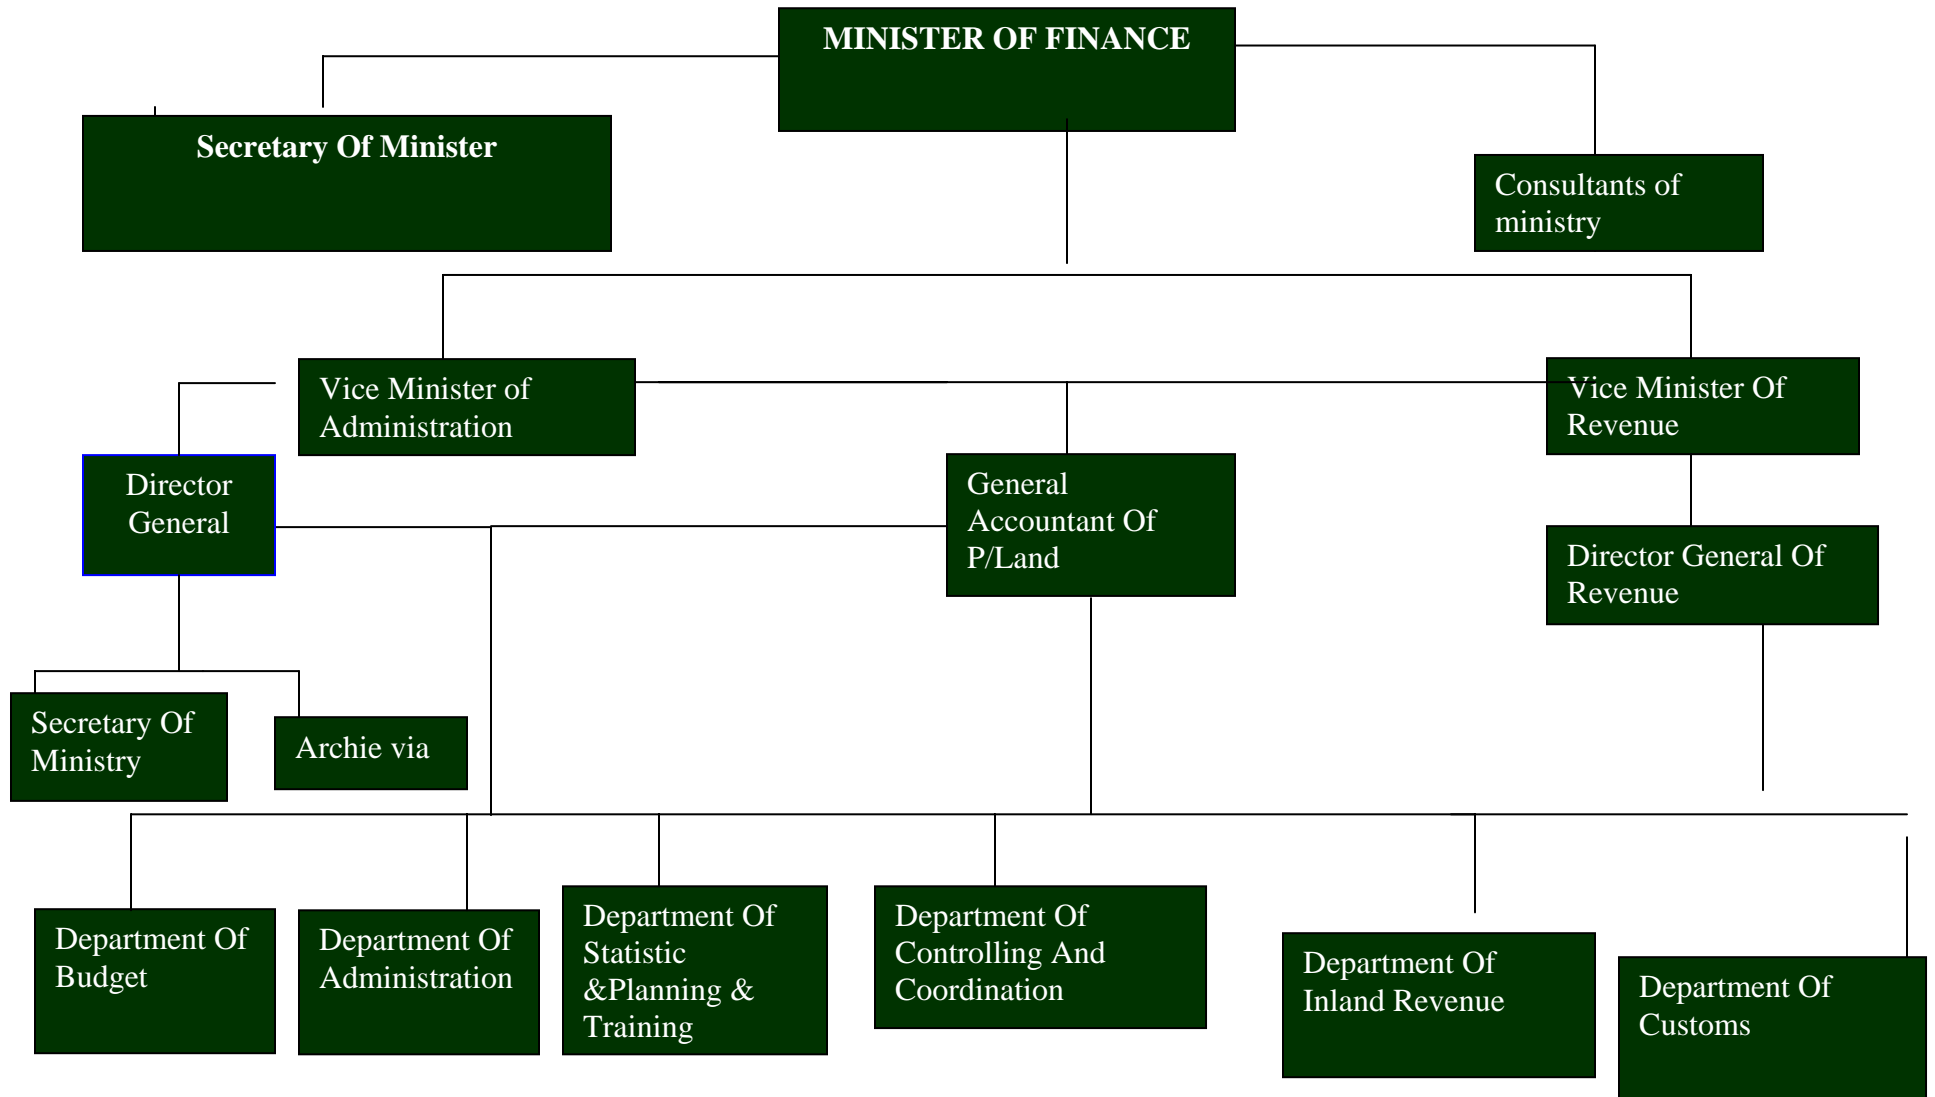 MINISTER OF FINANCE
Secretary Of Minister
Consultants of
ministry
Vice Minister of
Administration
Vice Minister Of
Revenue
Director
General
General
Accountant Of
P/Land
Director General Of
Revenue
Secretary Of
Ministry
Archie via
Department Of
Budget
Department Of
Administration
Department Of
Statistic
&Planning &
Training
Department Of
Controlling And
Coordination
Department Of
Inland Revenue
Department Of
Customs